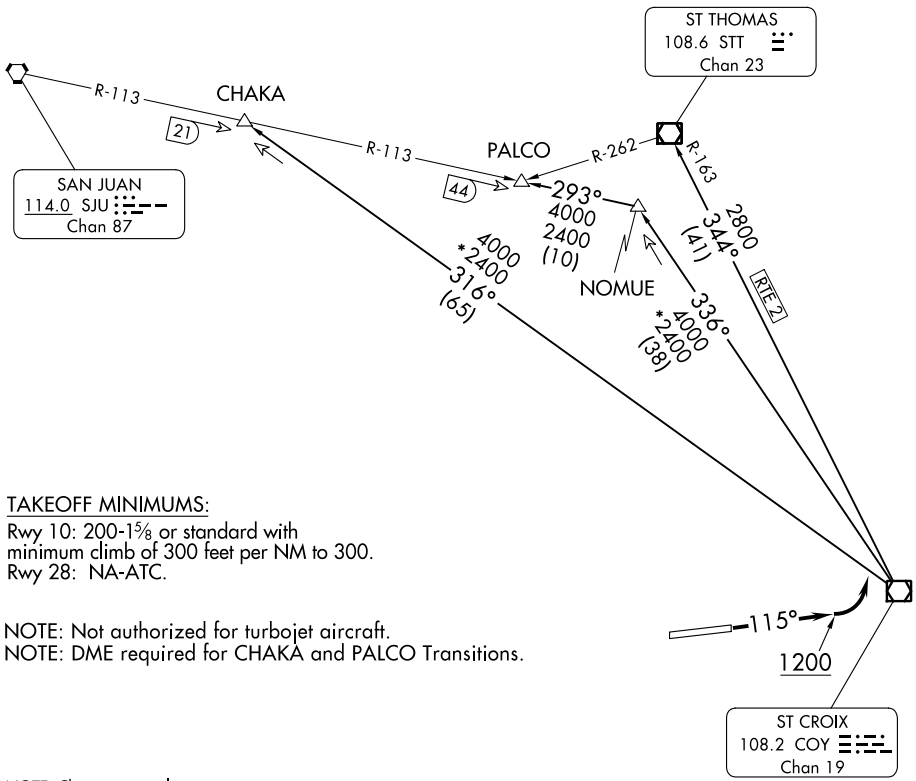 ST THOMAS
108.6 STT
Chan 23
R-113
CHAKA
21
R-113
PALCO
R-262
R-163
44
SAN JUAN
114.0 SJU
Chan 87
293°
4000
2400
(10)
NOMUE
2800
344°
(41)
RTE 2
4000
*2400
316°
(65)
336°
4000
*2400
(38)
TAKEOFF MINIMUMS:
Rwy 10: 200-1⅝ or standard with
minimum climb of 300 feet per NM to 300.
Rwy 28: NA-ATC.
NOTE: Not authorized for turbojet aircraft.
NOTE: DME required for CHAKA and PALCO Transitions.
115°
1200
ST CROIX
108.2 COY
Chan 19